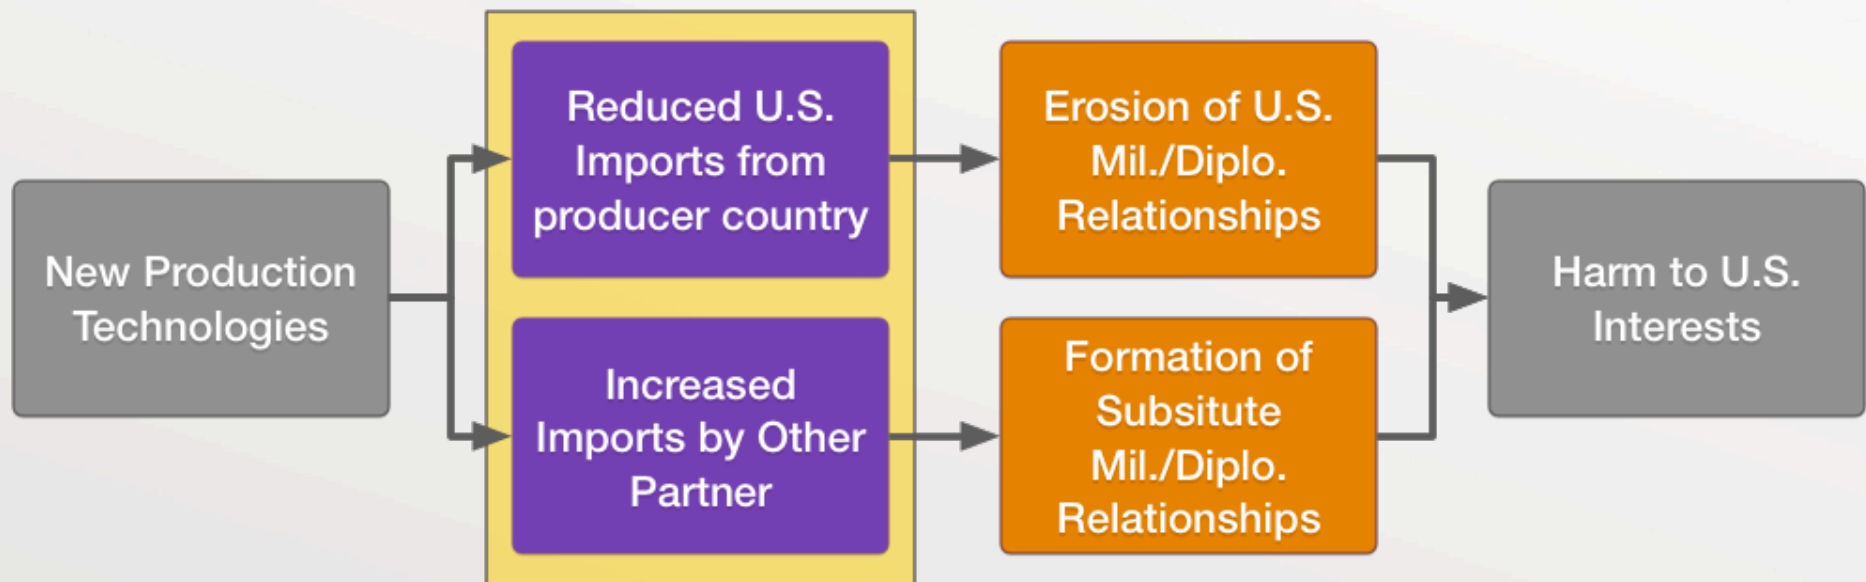 New Production
Technologies
Reduced U.S.
Imports from
producer country
Increased
Imports by Other
Partner
Erosion of U.S.
Mil./Diplo.
Relationships
Formation of
Subsitute
Mil./Diplo.
Relationships
Harm to U.S.
Interests